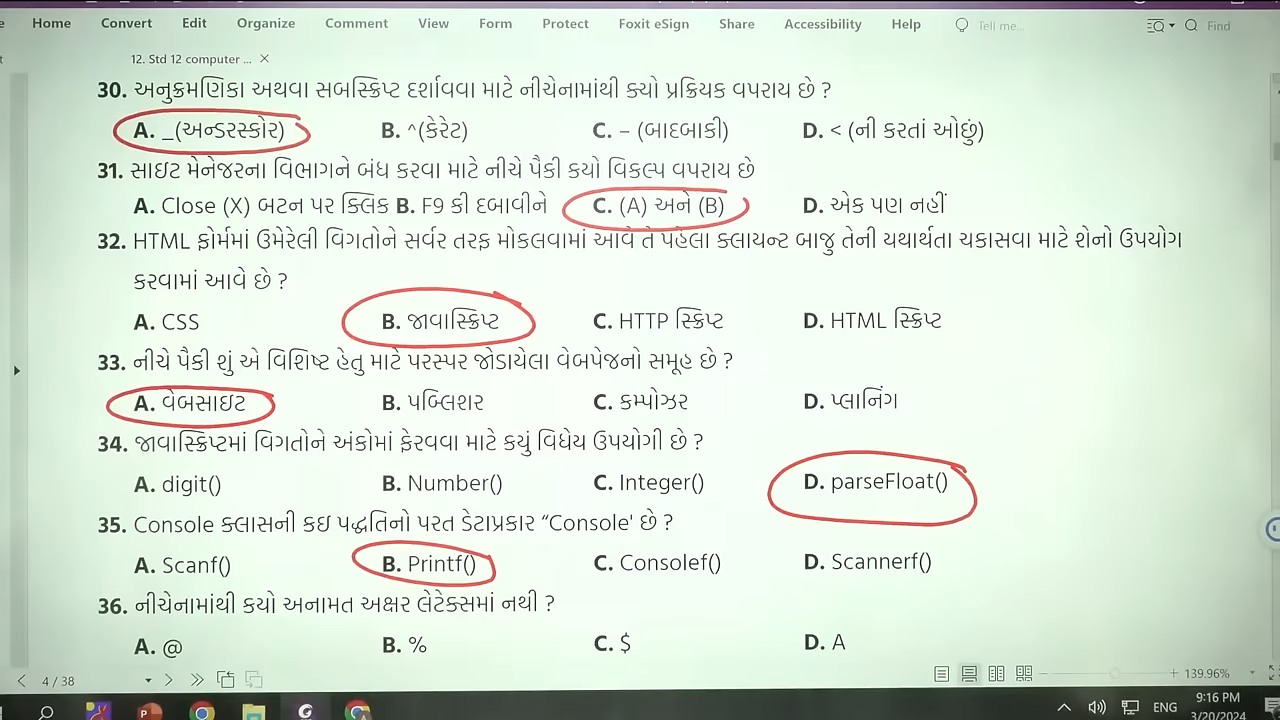 Home Convert Edit Organize Comment View Form Protect Foxit eSign Share Accessibility Help Tell me... Find
12. Std 12 computer ... ×
30. અનુક્રમણિકા અથવા સબસ્ક્રિપ્ટ દર્શાવવા માટે નીચેનામાંથી ક્યો પ્રક્રિયક વપરાય છે ?
A. _(અન્ડરસ્કોર) B. ^(કેરેટ) C. – (બાદબાકી) D. < (ની કરતાં ઓછું)
31. સાઇટ મેનેજરના વિભાગને બંધ કરવા માટે નીચે પૈકી કયો વિકલ્પ વપરાય છે
A. Close (X) બટન પર ક્લિક B. F9 કી દબાવીને C. (A) અને (B) D. એક પણ નહીં
32. HTML ફોર્મમાં ઉમેરેલી વિગતોને સર્વર તરફ મોકલવામાં આવે તે પહેલા ક્લાયન્ટ બાજુ તેની યથાર્થતા ચકાસવા માટે શેનો ઉપયોગ
કરવામાં આવે છે ?
A. CSS B. જાવાસ્ક્રિપ્ટ C. HTTP સ્ક્રિપ્ટ D. HTML સ્ક્રિપ્ટ
33. નીચે પૈકી શું એ વિશિષ્ટ હેતુ માટે પરસ્પર જોડાયેલા વેબપેજનો સમૂહ છે ?
A. વેબસાઇટ B. પબ્લિશર C. કમ્પોઝર D. પ્લાનિંગ
34. જાવાસ્ક્રિપ્ટમાં વિગતોને અંકોમાં ફેરવવા માટે કયું વિધેય ઉપયોગી છે ?
A. digit() B. Number() C. Integer() D. parseFloat()
35. Console ક્લાસની કઇ પદ્ધતિનો પરત ડેટાપ્રકાર “Console' છે ?
A. Scanf() B. Printf() C. Consolef() D. Scannerf()
36. નીચેનામાંથી કયો અનામત અક્ષર લેટેક્સમાં નથી ?
A. @ B. % C. $ D. A
4 / 38 139.96%
ENG 9:16 PM
3/20/2024